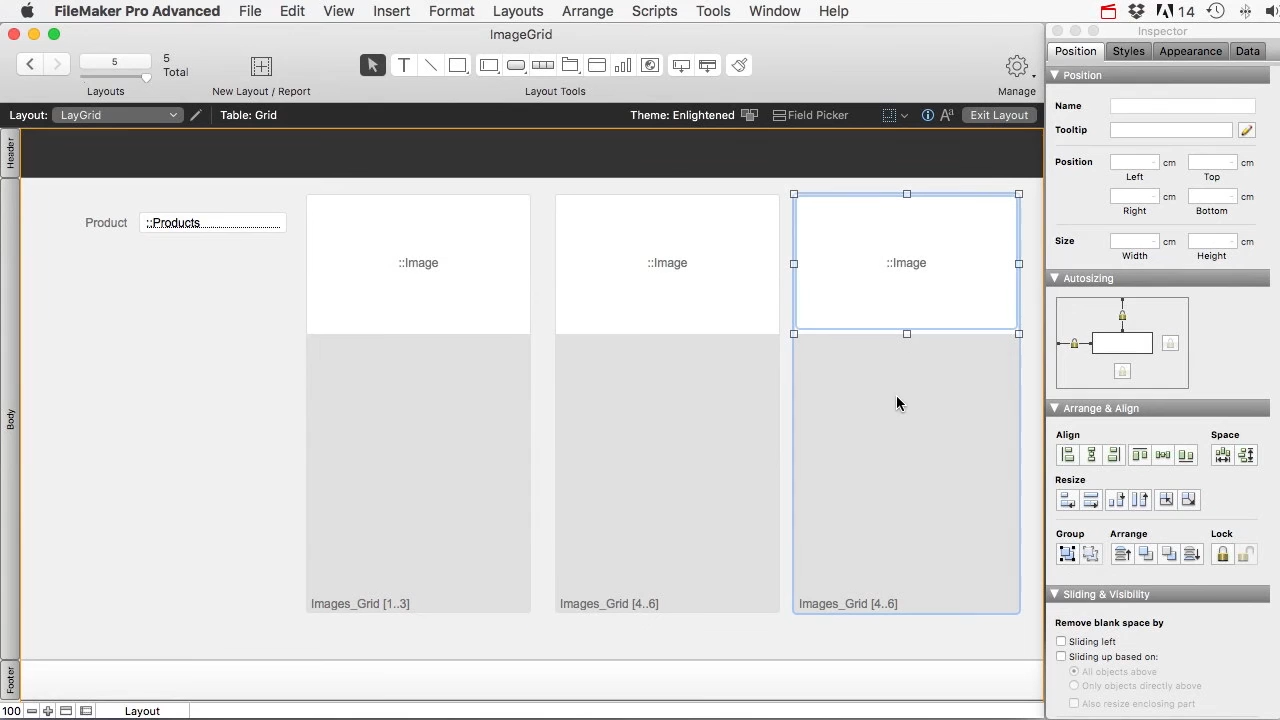 FileMaker Pro Advanced File Edit View Insert Format Layouts Arrange Scripts Tools Window Help 14
ImageGrid
Inspector
5 5 Total
Layouts New Layout / Report Layout Tools Manage
Position Styles Appearance Data
Layout: LayGrid Table: Grid Theme: Enlightened Field Picker Aa Exit Layout
Header
Body
Footer
Product ::Products
::Image ::Image ::Image
Images_Grid [1..3] Images_Grid [4..6] Images_Grid [4..6]
100 Layout
Position
Name
Tooltip
Position cm cm
Left Top
cm cm
Right Bottom
Size cm cm
Width Height
Autosizing
Arrange & Align
Align Space
Resize
Group Arrange Lock
Sliding & Visibility
Remove blank space by
Sliding left
Sliding up based on:
All objects above
Only objects directly above
Also resize enclosing part